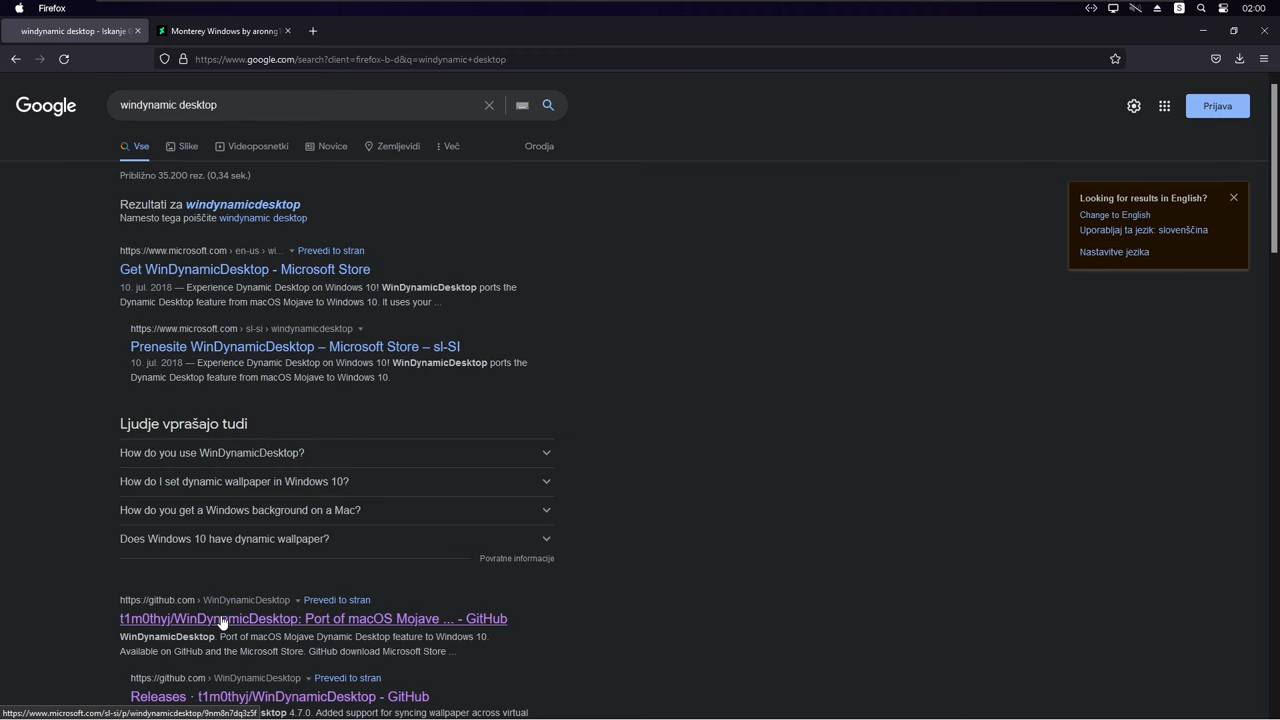 Firefox
S
02:00
windynamic desktop - Iskanje G
Monterey Windows by aronng1
https://www.google.com/search?client=firefox-b-d&q=windynamic+desktop
Google
windynamic desktop
Prijava
Vse
Slike
Videoposnetki
Novice
Zemljevidi
Več
Orodja
Približno 35.200 rez. (0,34 sek.)
Rezultati za windynamicdesktop
Namesto tega poiščite windynamic desktop
Looking for results in English?
Change to English
Uporabljaj ta jezik: slovenščina
Nastavitve jezika
https://www.microsoft.com › en-us › wi... Prevedi to stran
Get WinDynamicDesktop - Microsoft Store
10. jul. 2018 — Experience Dynamic Desktop on Windows 10! WinDynamicDesktop ports the
Dynamic Desktop feature from macOS Mojave to Windows 10. It uses your ...
https://www.microsoft.com › sl-si › windynamicdesktop
Prenesite WinDynamicDesktop – Microsoft Store – sl-SI
10. jul. 2018 — Experience Dynamic Desktop on Windows 10! WinDynamicDesktop ports the
Dynamic Desktop feature from macOS Mojave to Windows 10.
Ljudje vprašajo tudi
How do you use WinDynamicDesktop?
How do I set dynamic wallpaper in Windows 10?
How do you get a Windows background on a Mac?
Does Windows 10 have dynamic wallpaper?
Povratne informacije
https://github.com › WinDynamicDesktop Prevedi to stran
t1m0thyj/WinDynamicDesktop: Port of macOS Mojave ... - GitHub
WinDynamicDesktop. Port of macOS Mojave Dynamic Desktop feature to Windows 10.
Available on GitHub and the Microsoft Store. GitHub download Microsoft Store ...
https://github.com › WinDynamicDesktop Prevedi to stran
Releases · t1m0thyj/WinDynamicDesktop - GitHub
sktop 4.7.0. Added support for syncing wallpaper across virtual
https://www.microsoft.com/sl-si/p/windynamicdesktop/9nm8n7dq3z5f